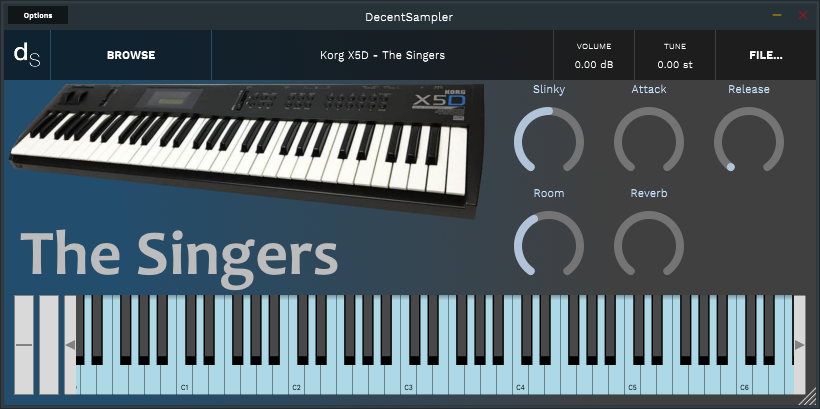 Options
DecentSampler
dS
BROWSE
Korg X5D - The Singers
VOLUME
0.00 dB
TUNE
0.00 st
FILE...
KORG
X5D
Slinky
Attack
Release
Room
Reverb
The Singers
C1
C2
C3
C4
C5
C6